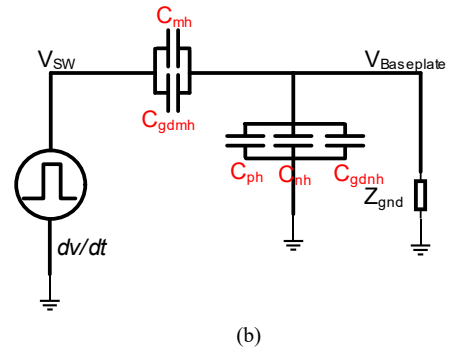 C_mh
V_SW
V_Baseplate
C_gdmh
C_ph C_nh C_gdnh
Z_gnd
dv/dt
(b)